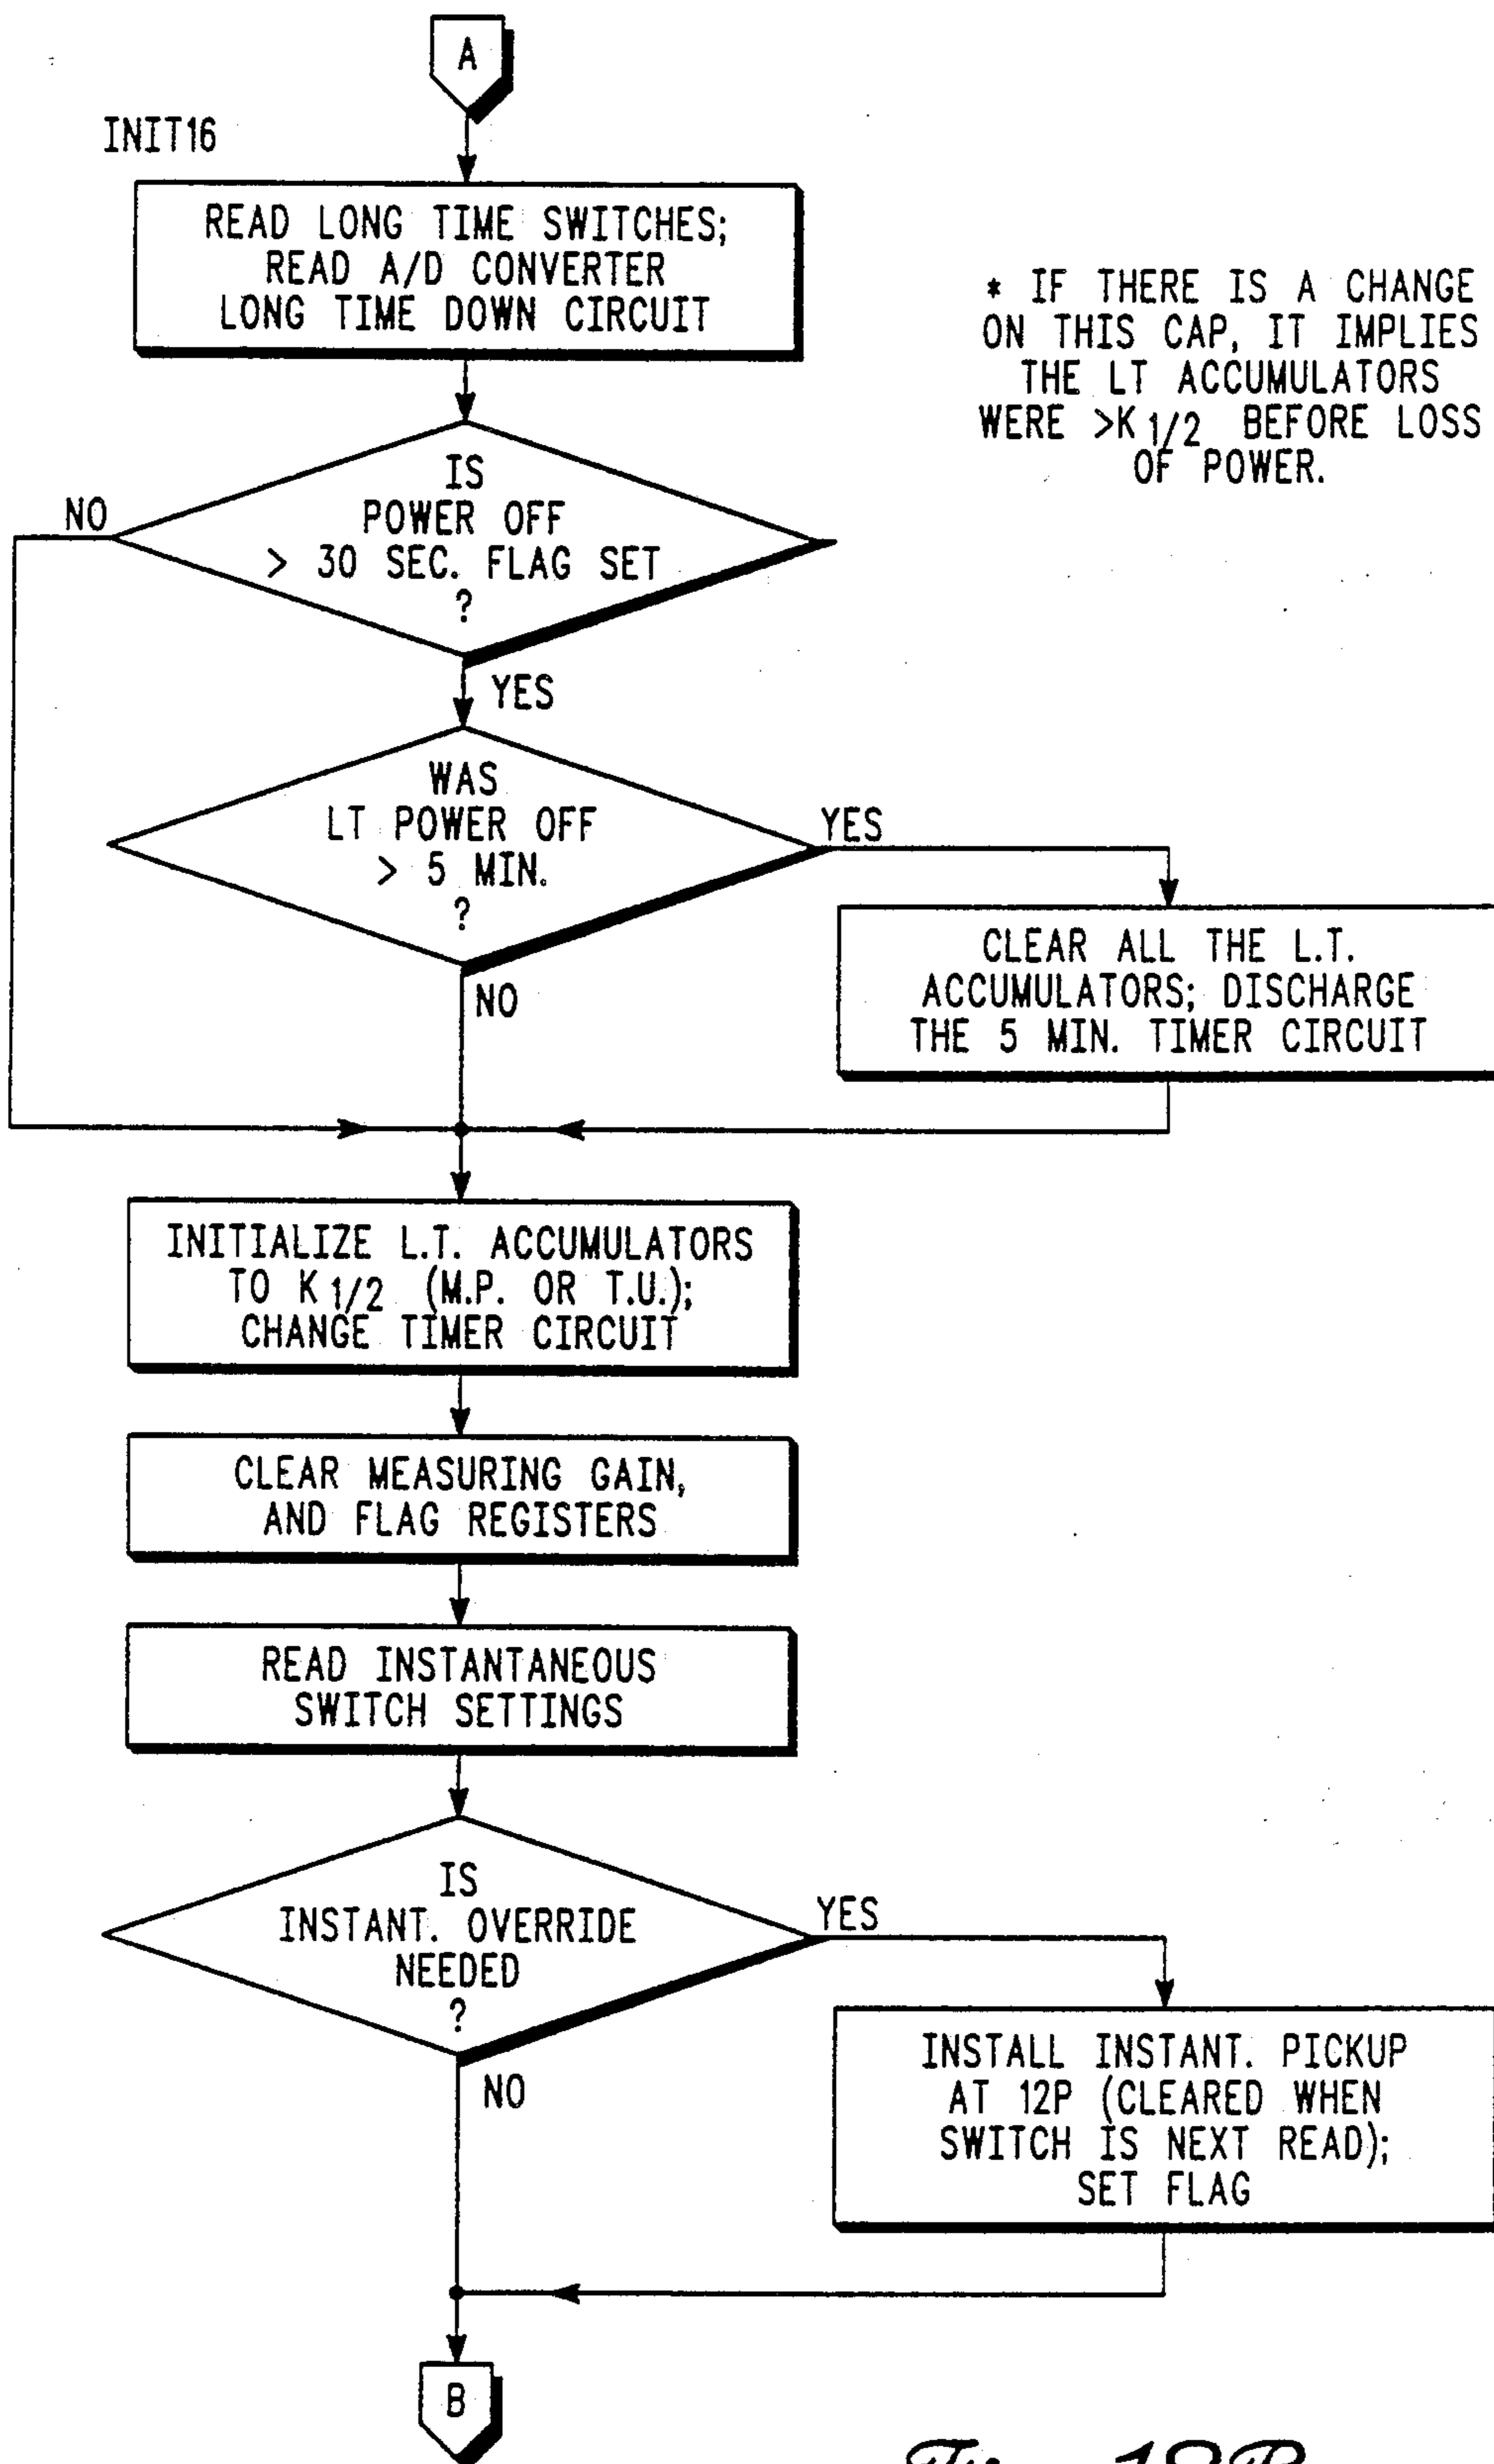 A
INIT16
READ LONG TIME SWITCHES;
READ A/D CONVERTER
LONG TIME DOWN CIRCUIT
* IF THERE IS A CHANGE
ON THIS CAP, IT IMPLIES
THE LT ACCUMULATORS
WERE >K 1/2 BEFORE LOSS
OF POWER.
IS
POWER OFF
> 30 SEC. FLAG SET
?
NO
YES
WAS
LT POWER OFF
> 5 MIN.
?
YES
NO
CLEAR ALL THE L.T.
ACCUMULATORS; DISCHARGE
THE 5 MIN. TIMER CIRCUIT
INITIALIZE L.T. ACCUMULATORS
TO K 1/2 (M.P. OR T.U.);
CHANGE TIMER CIRCUIT
CLEAR MEASURING GAIN,
AND FLAG REGISTERS
READ INSTANTANEOUS
SWITCH SETTINGS
IS
INSTANT. OVERRIDE
NEEDED
?
YES
NO
INSTALL INSTANT. PICKUP
AT 12P (CLEARED WHEN
SWITCH IS NEXT READ);
SET FLAG
B